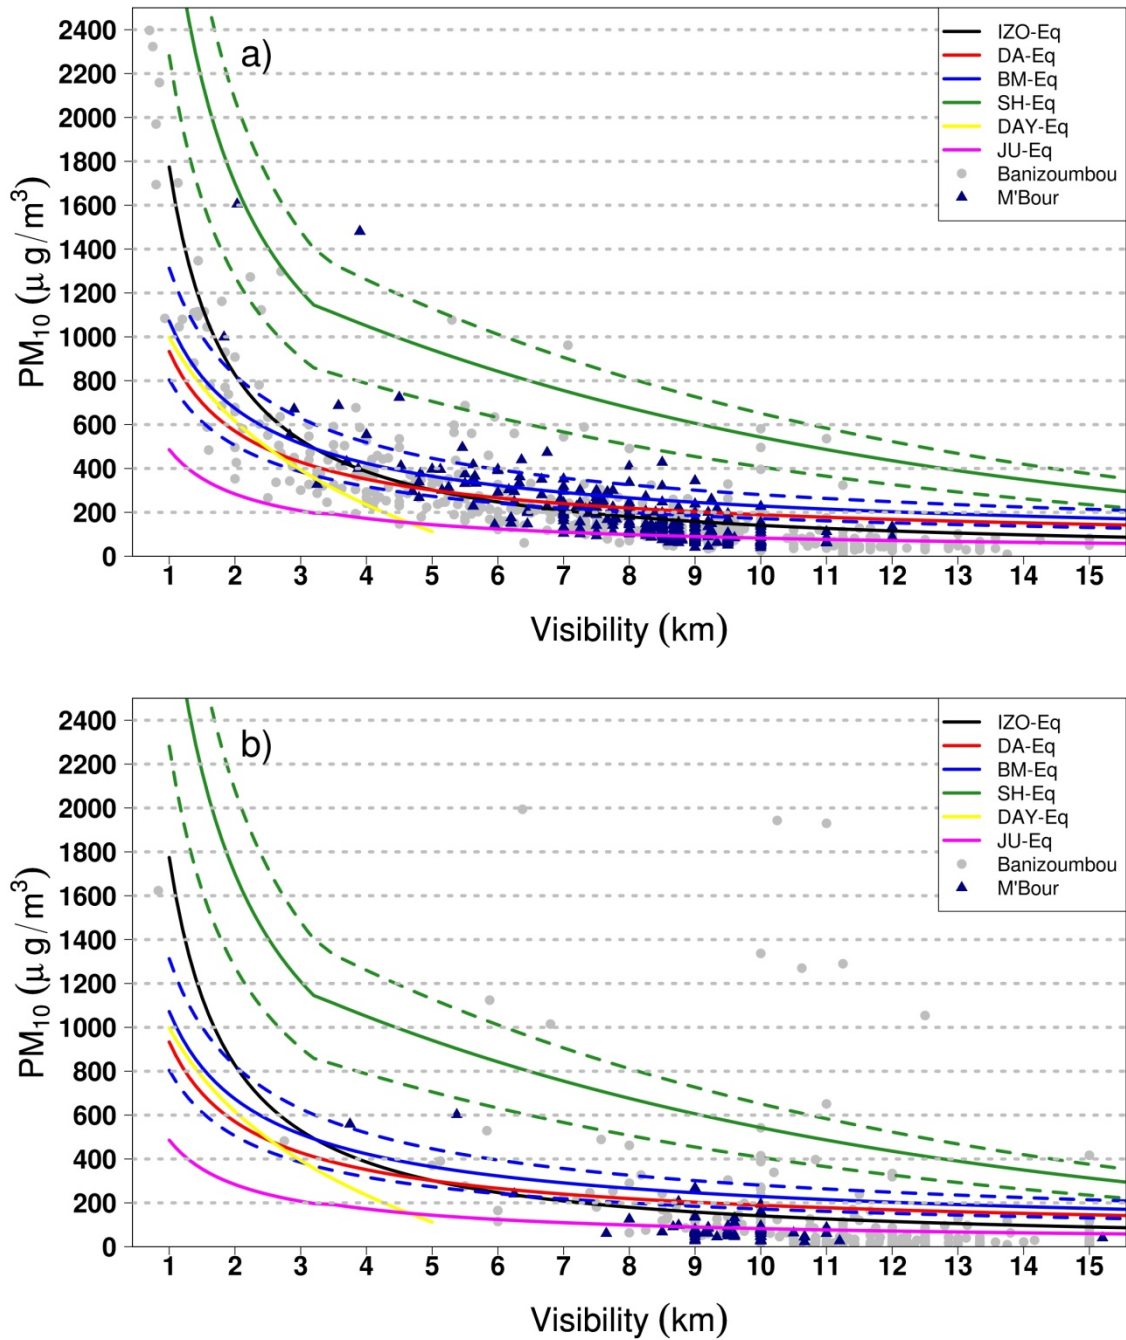 2400
2200
2000
1800
1600
1400
1200
1000
800
600
400
200
0
PM10 (μ g/m3)
a)
IZO-Eq
DA-Eq
BM-Eq
SH-Eq
DAY-Eq
JU-Eq
Banizoumbou
M'Bour
1 2 3 4 5 6 7 8 9 10 11 12 13 14 15
Visibility (km)
2400
2200
2000
1800
1600
1400
1200
1000
800
600
400
200
0
PM10 (μ g/m3)
b)
IZO-Eq
DA-Eq
BM-Eq
SH-Eq
DAY-Eq
JU-Eq
Banizoumbou
M'Bour
1 2 3 4 5 6 7 8 9 10 11 12 13 14 15
Visibility (km)